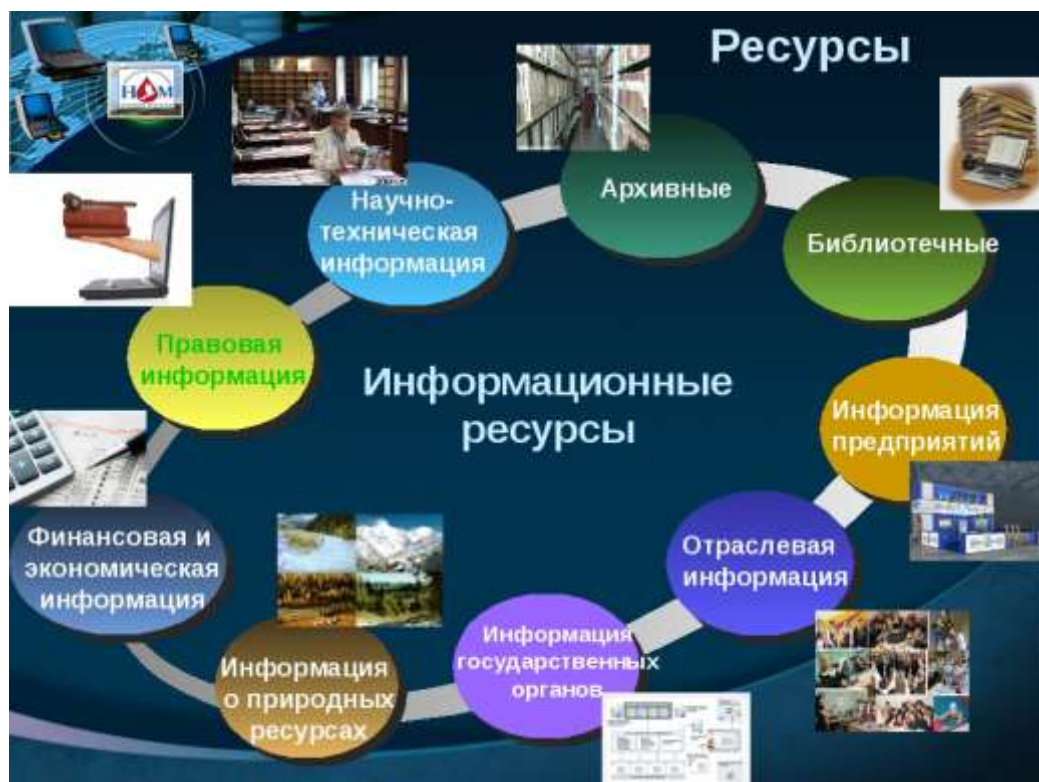 Ресурсы
Научно-
техническая
информация
Архивные
Библиотечные
Правовая
информация
Информационные
ресурсы
Информация
предприятий
Финансовая и
экономическая
информация
Отраслевая
информация
Информация
государственных
органов
Информация
о природных
ресурсах